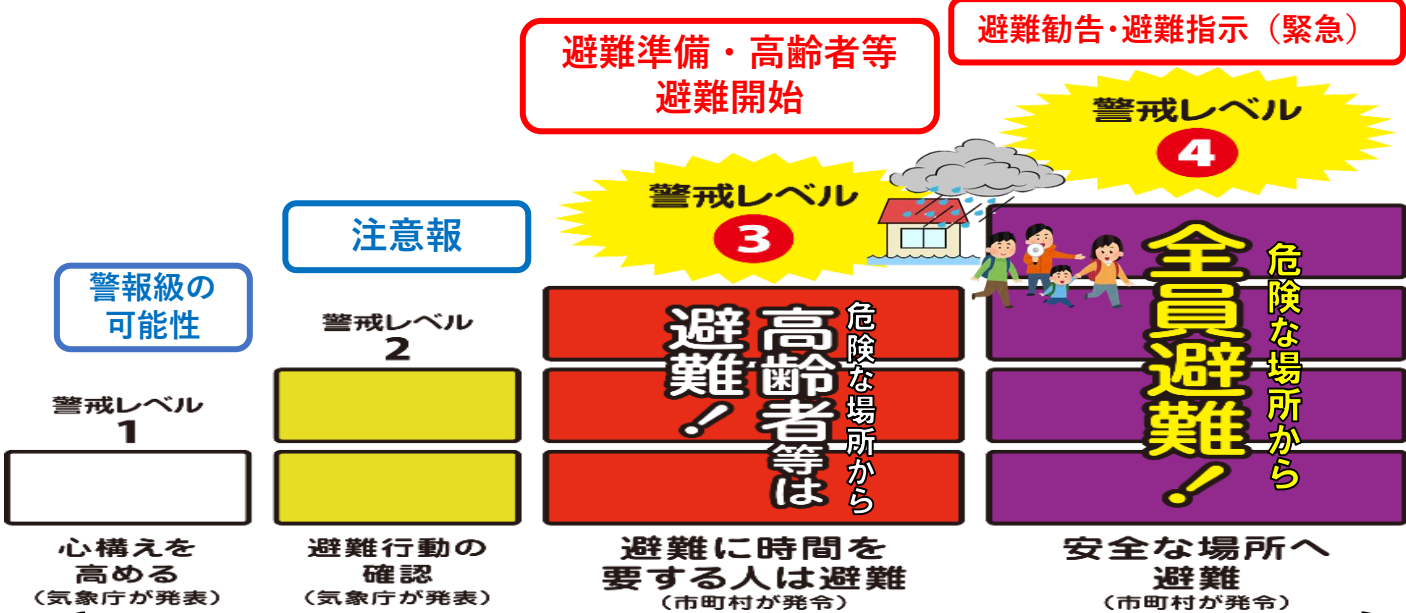 警報級の
可能性
警戒レベル
1
心構えを
高める
(気象庁が発表)
注意報
警戒レベル
2
避難行動の
確認
(気象庁が発表)
避難準備・高齢者等
避難開始
警戒レベル
3
危険な場所から
高齢者等は
避難!
避難に時間を
要する人は避難
(市町村が発令)
避難勧告・避難指示(緊急)
警戒レベル
4
危険な場所から
全員避難!
安全な場所へ
避難
(市町村が発令)